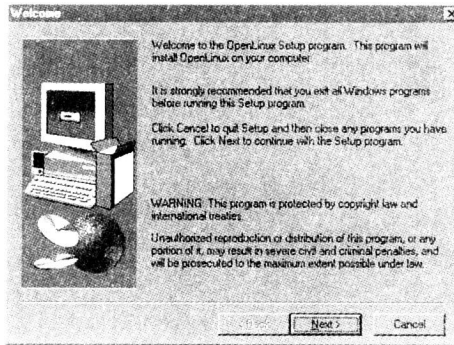 Welcome
Welcome to the OpenLinux Setup program. This program will
install OpenLinux on your computer.
It is strongly recommended that you exit all Windows programs
before running this Setup program.
Click Cancel to quit Setup and then close any programs you have
running. Click Next to continue with the Setup program.
WARNING: This program is protected by copyright law and
international treaties.
Unauthorized reproduction or distribution of this program, or any
portion of it, may result in severe civil and criminal penalties, and
will be prosecuted to the maximum extent possible under law.
Next > Cancel